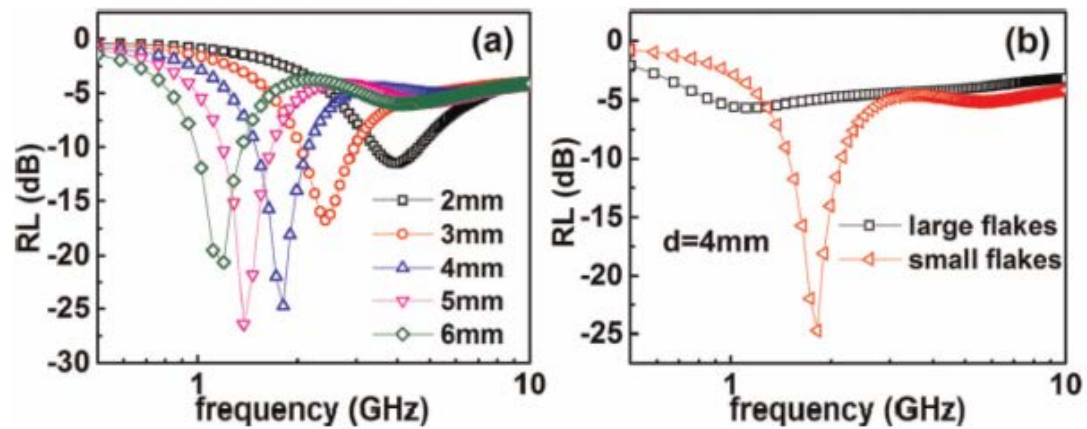 (a)
0
-5
-10
-15
-20
-25
-30
RL (dB)
2mm
3mm
4mm
5mm
6mm
1
10
frequency (GHz)
(b)
0
-5
-10
-15
-20
-25
RL (dB)
d=4mm
large flakes
small flakes
1
10
frequency (GHz)